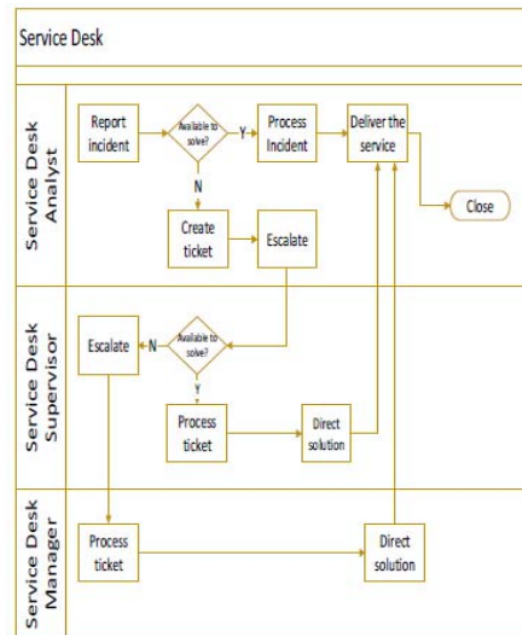 Service Desk
Service Desk
Analyst
Report
incident
Available to
solve?
Y
Process
Incident
Deliver the
service
N
Create
ticket
Escalate
Close
Service Desk
Supervisor
Escalate
N
Available to
solve?
Y
Process
ticket
Direct
solution
Service Desk
Manager
Process
ticket
Direct
solution